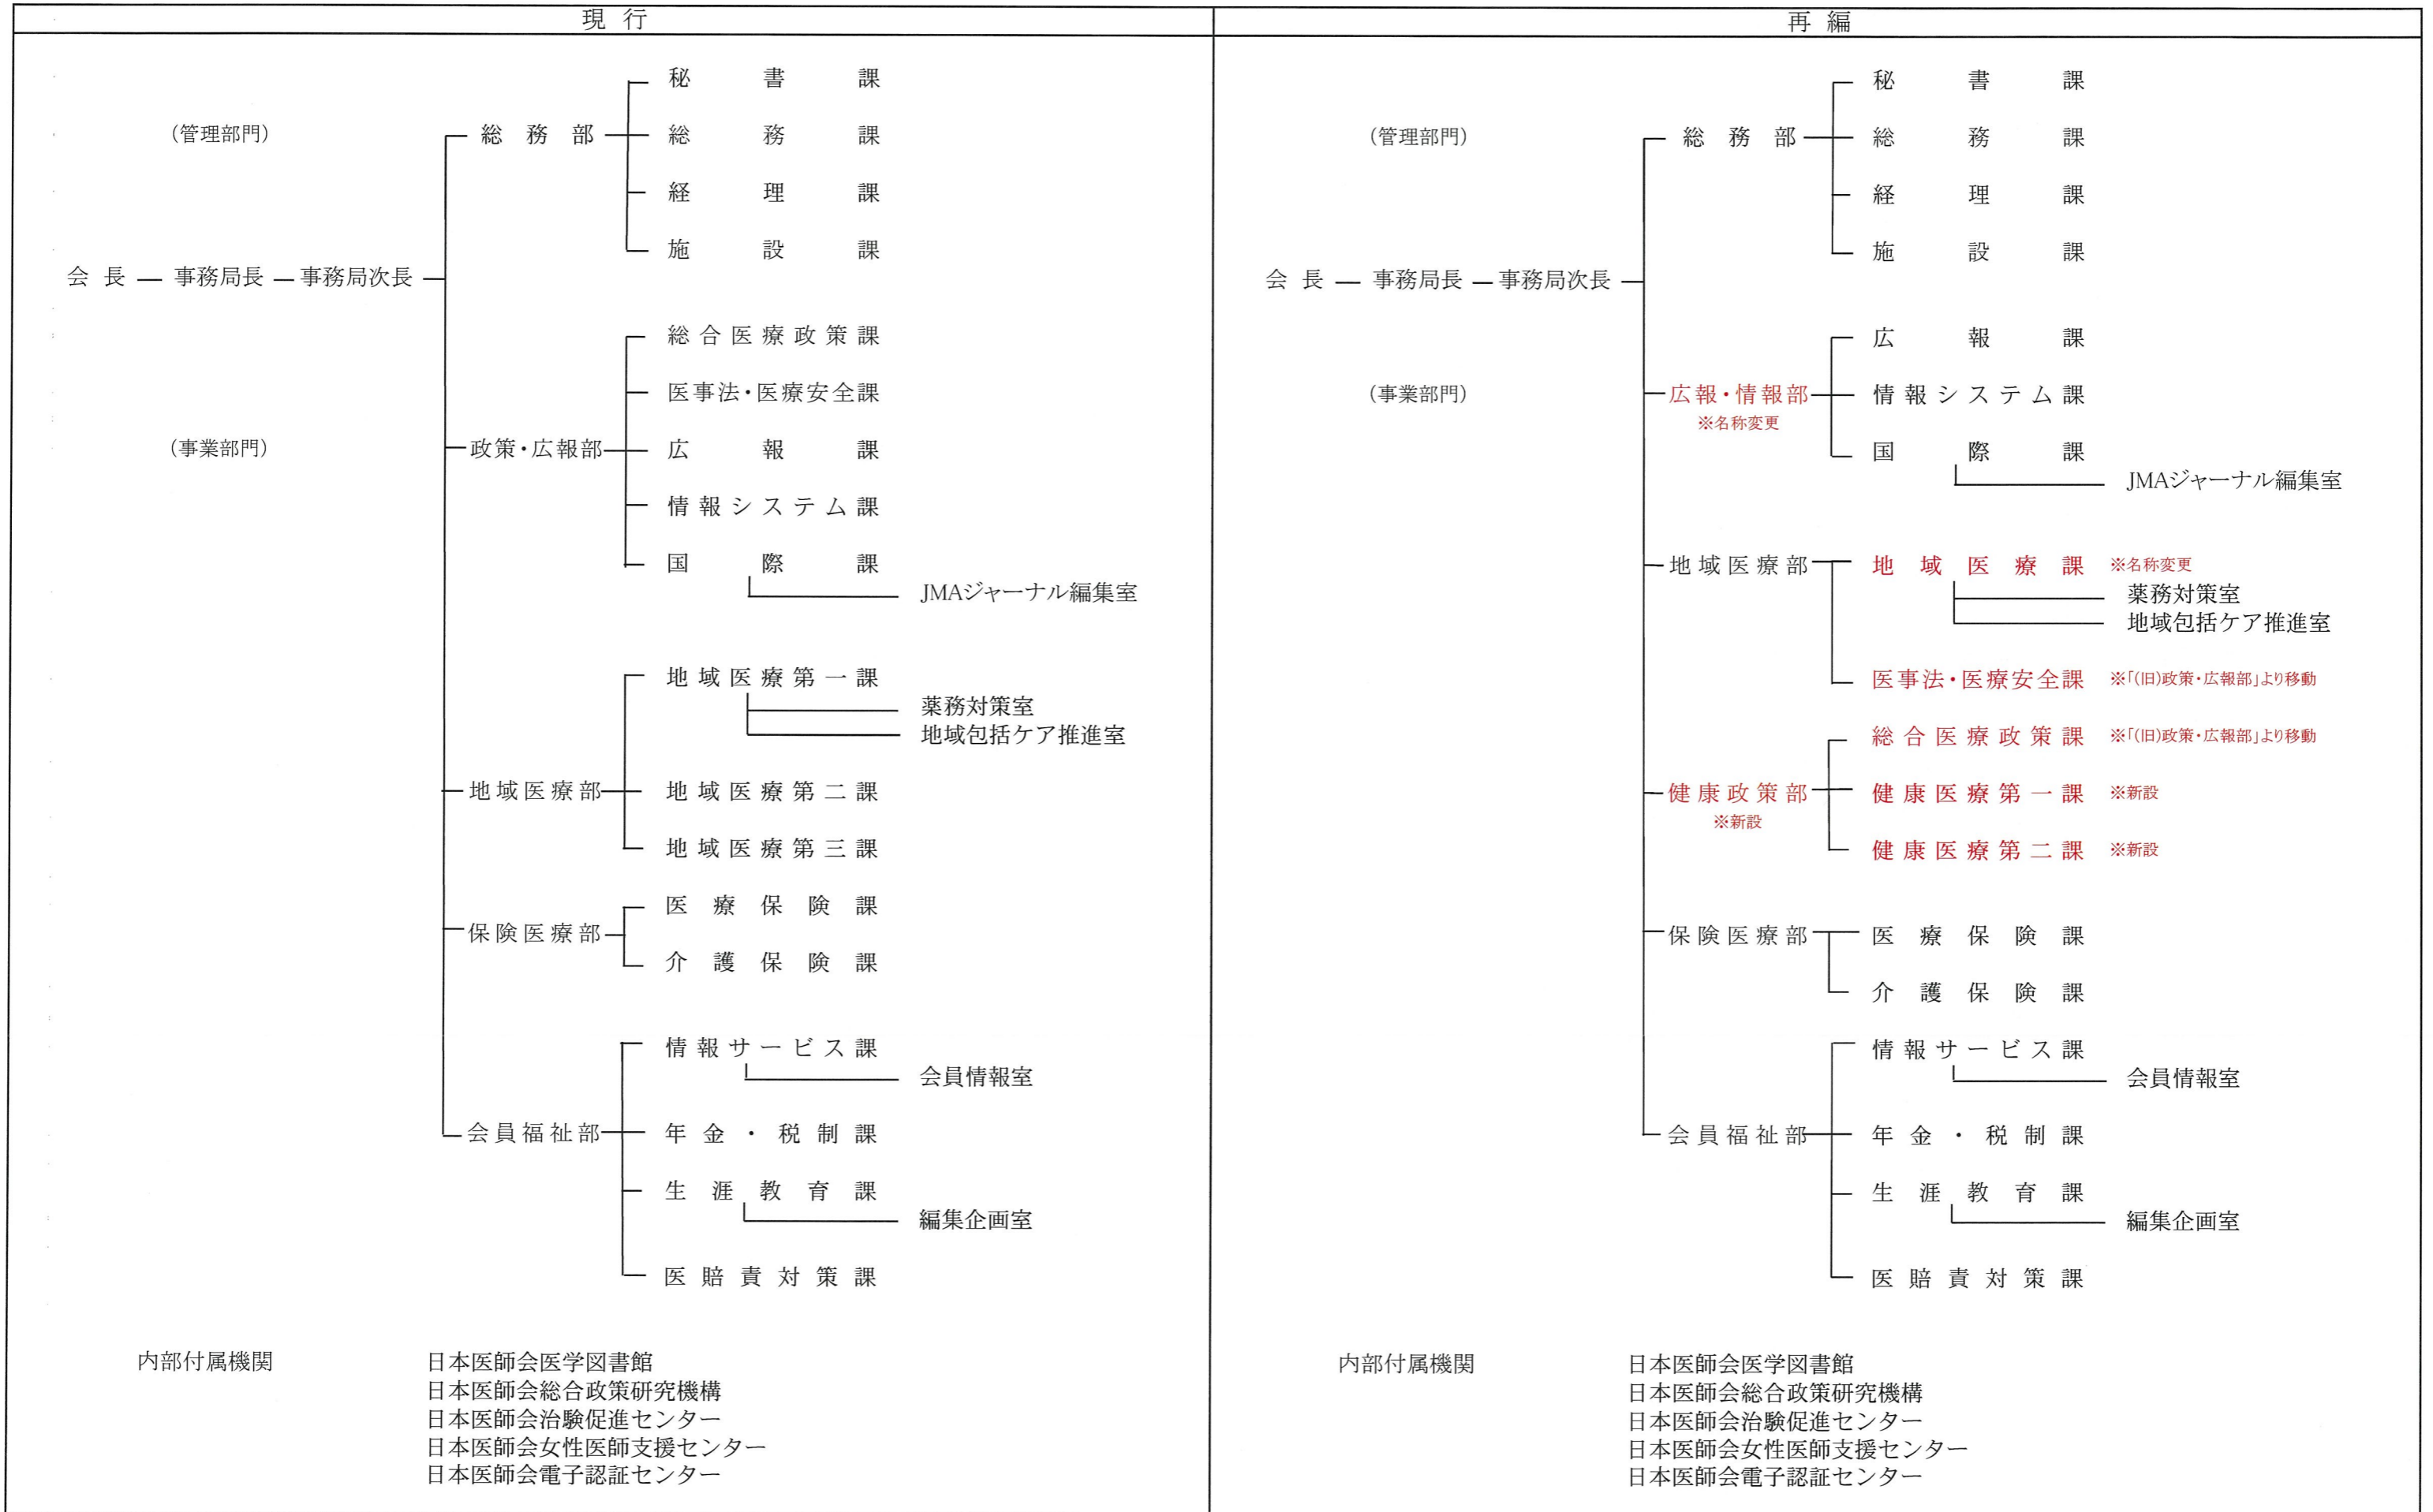 現行
秘書課
(管理部門)
総務部
総務課
経理課
施設課
会長
事務局長
事務局次長
総合医療政策課
医事法・医療安全課
(事業部門)
政策・広報部
広報課
情報システム課
国際課
JMAジャーナル編集室
地域医療第一課
薬務対策室
地域包括ケア推進室
地域医療部
地域医療第二課
地域医療第三課
医療保険課
保険医療部
介護保険課
情報サービス課
会員情報室
会員福祉部
年金・税制課
生涯教育課
編集企画室
医賠責対策課
内部付属機関
日本医師会医学図書館
日本医師会総合政策研究機構
日本医師会治験促進センター
日本医師会女性医師支援センター
日本医師会電子認証センター
再編
秘書課
(管理部門)
総務部
総務課
経理課
施設課
会長
事務局長
事務局次長
広報課
(事業部門)
広報・情報部
※名称変更
情報システム課
国際課
JMAジャーナル編集室
地域医療部
地域医療課
※名称変更
薬務対策室
地域包括ケア推進室
医事法・医療安全課
※「(旧)政策・広報部」より移動
総合医療政策課
※「(旧)政策・広報部」より移動
健康政策部
※新設
健康医療第一課
※新設
健康医療第二課
※新設
保険医療部
医療保険課
介護保険課
情報サービス課
会員情報室
会員福祉部
年金・税制課
生涯教育課
編集企画室
医賠責対策課
内部付属機関
日本医師会医学図書館
日本医師会総合政策研究機構
日本医師会治験促進センター
日本医師会女性医師支援センター
日本医師会電子認証センター